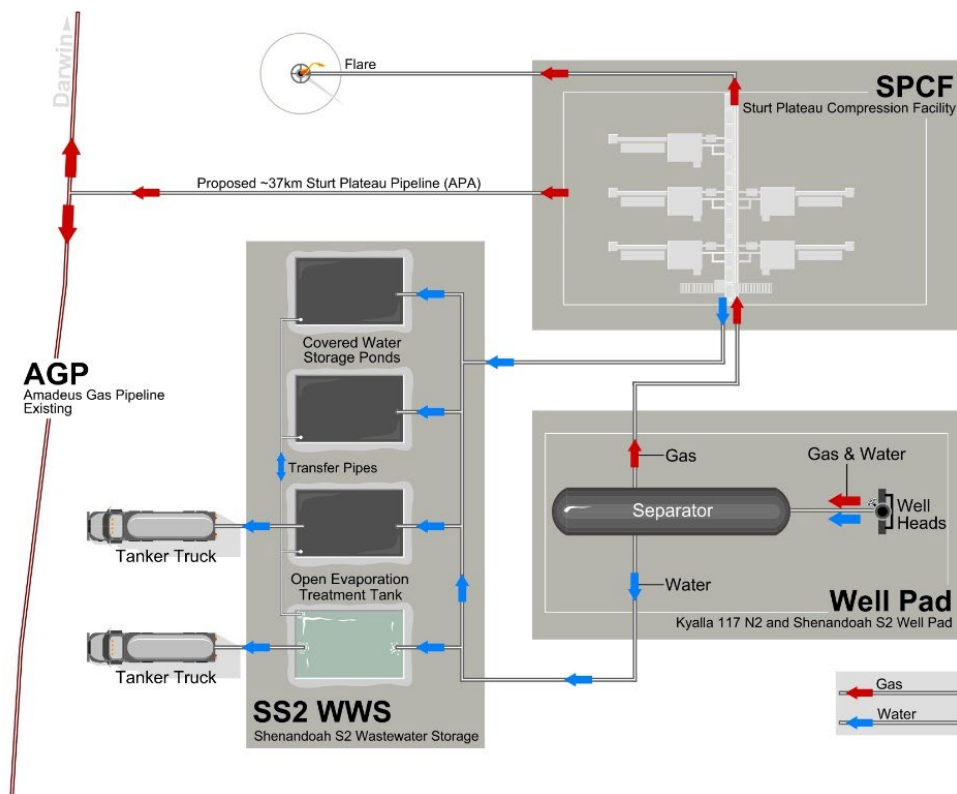 Darwin
Flare
SPCF
Sturt Plateau Compression Facility
Proposed ~37km Sturt Plateau Pipeline (APA)
Covered Water
Storage Ponds
AGP
Amadeus Gas Pipeline
Existing
Transfer Pipes
Gas
Gas & Water
Separator
Well
Heads
Tanker Truck
Open Evaporation
Treatment Tank
Water
Well Pad
Kyalla 117 N2 and Shenandoah S2 Well Pad
Tanker Truck
SS2 WWS
Shenandoah S2 Wastewater Storage
Gas
Water